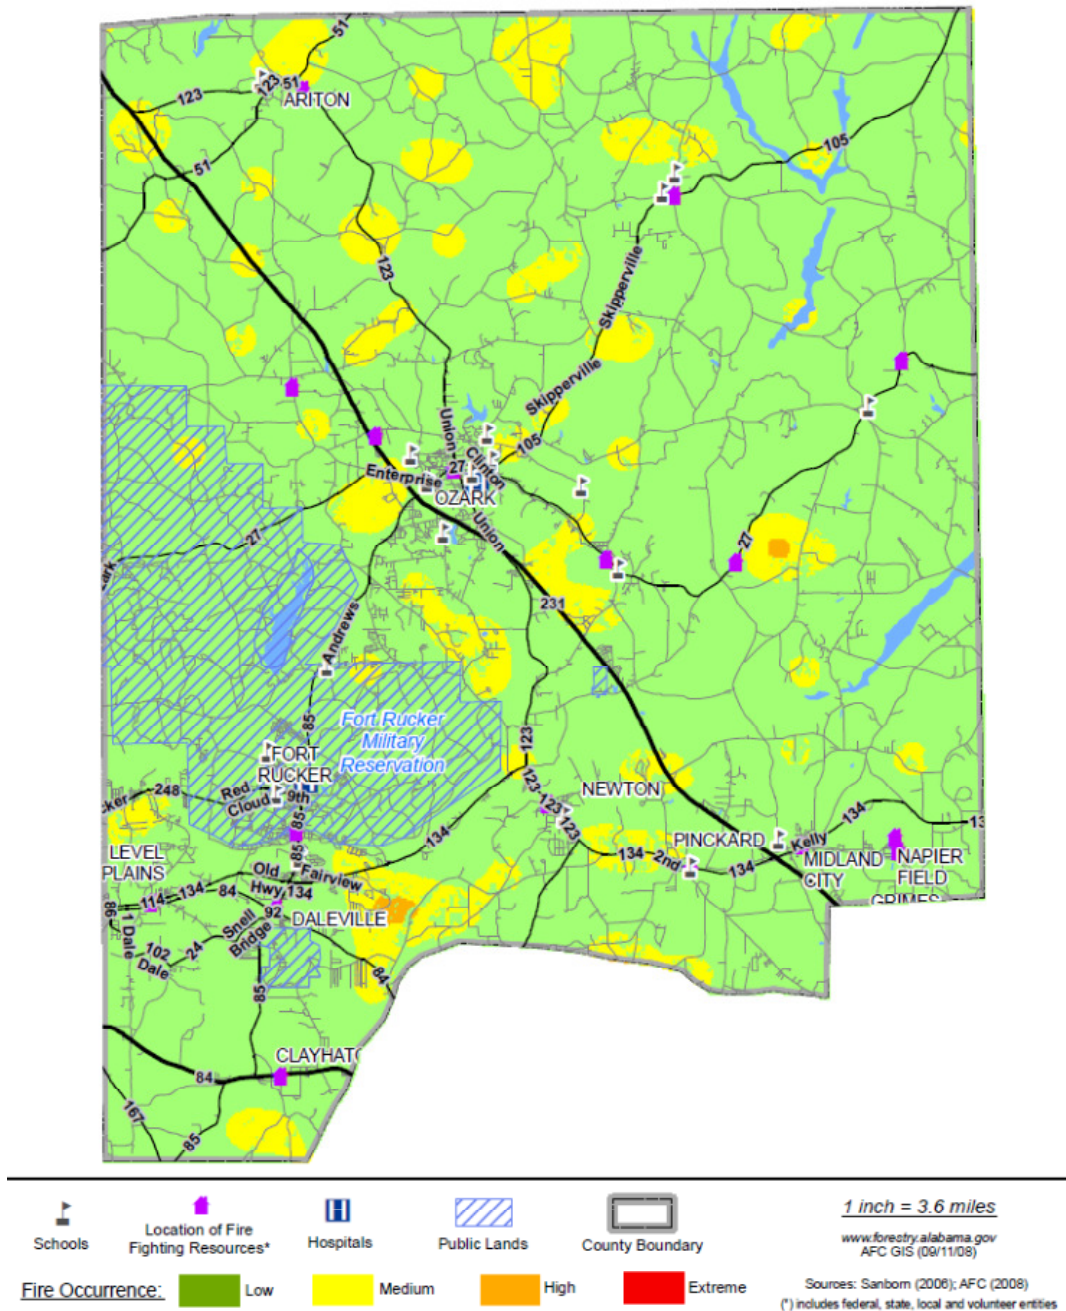 51
123
123
51
ARITON
51
105
123
Skipperville
Skipperville
Union
Clinton
105
27
Enterprise
OZARK
Union
27
27
Andrews
231
85
Fort Rucker
Military
Reservation
FORT
RUCKER
123
248
Red
Cloud
9th
NEWTON
123
123
123
85
85
134
134
Kelly
PINCKARD
134
2nd
134
MIDLAND
CITY
NAPIER
FIELD
GRIMES
LEVEL
PLAINS
Old
Hwy 134
Fairview
114
134
84
92
DALEVILLE
86
1 Dale
Snell
Bridge
24
102
Dale
84
85
CLAYHATC
84
167
85
Schools
Location of Fire
Fighting Resources*
Hospitals
Public Lands
County Boundary
1 inch = 3.6 miles
www.forestry.alabama.gov
AFC GIS (09/11/08)
Fire Occurrence:
Low
Medium
High
Extreme
Sources: Sanborn (2006); AFC (2008)
(*) includes federal, state, local and volunteer entities